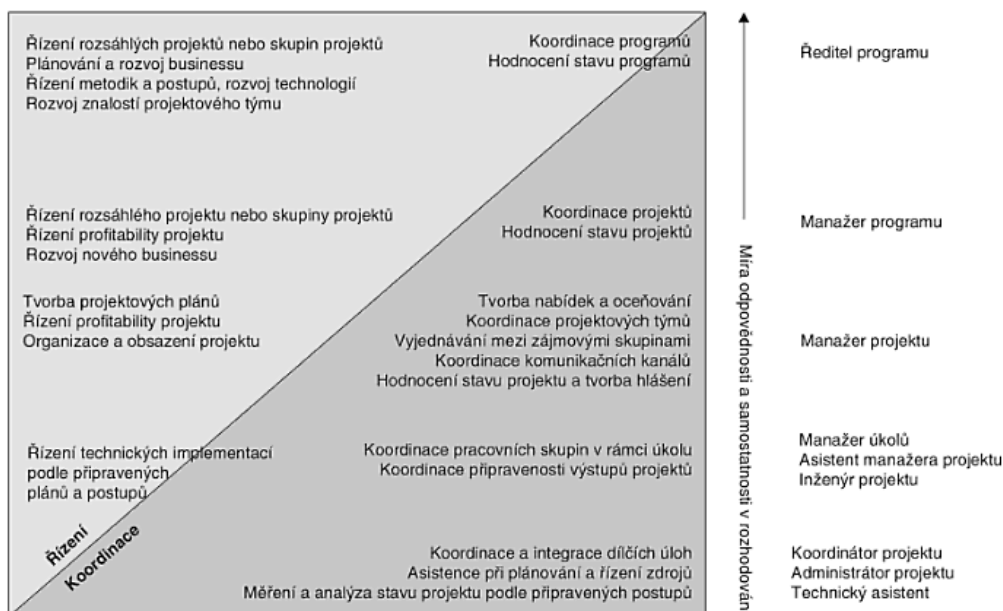 Řízení rozsáhlých projektů nebo skupin projektů
Plánování a rozvoj businessu
Řízení metodik a postupů, rozvoj technologií
Rozvoj znalostí projektového týmu
Koordinace programů
Hodnocení stavu programů
Ředitel programu
Řízení rozsáhlého projektu nebo skupiny projektů
Řízení profitability projektu
Rozvoj nového businessu
Koordinace projektů
Hodnocení stavu projektů
Manažer programu
Tvorba projektových plánů
Řízení profitability projektu
Organizace a obsazení projektu
Tvorba nabídek a oceňování
Koordinace projektových týmů
Vyjednávání mezi zájmovými skupinami
Koordinace komunikačních kanálů
Hodnocení stavu projektu a tvorba hlášení
Manažer projektu
Řízení technických implementací
podle připravených
plánů a postupů
Koordinace pracovních skupin v rámci úkolu
Koordinace připravenosti výstupů projektů
Manažer úkolů
Asistent manažera projektu
Inženýr projektu
Řízení
Koordinace
Koordinace a integrace dílčích úloh
Asistence při plánování a řízení zdrojů
Měření a analýza stavu projektu podle připravených postupů
Koordinátor projektu
Administrátor projektu
Technický asistent
Míra odpovědnosti a samostatnosti v rozhodován